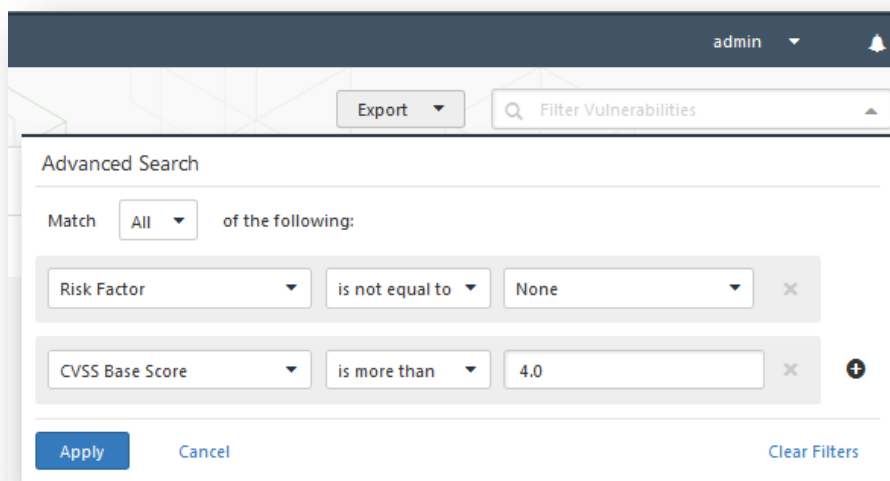 admin
Export
Filter Vulnerabilities
Advanced Search
Match All of the following:
Risk Factor is not equal to None
CVSS Base Score is more than 4.0
Apply Cancel Clear Filters